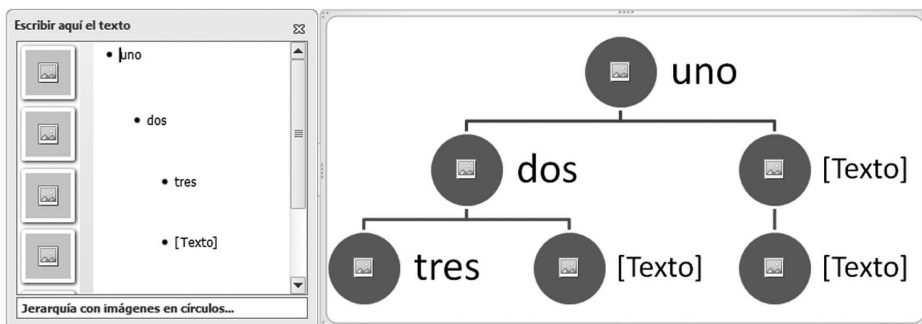 Escribir aquí el texto
uno
dos
tres
[Texto]
Jerarquía con imágenes en círculos...
uno
dos
[Texto]
tres
[Texto]
[Texto]